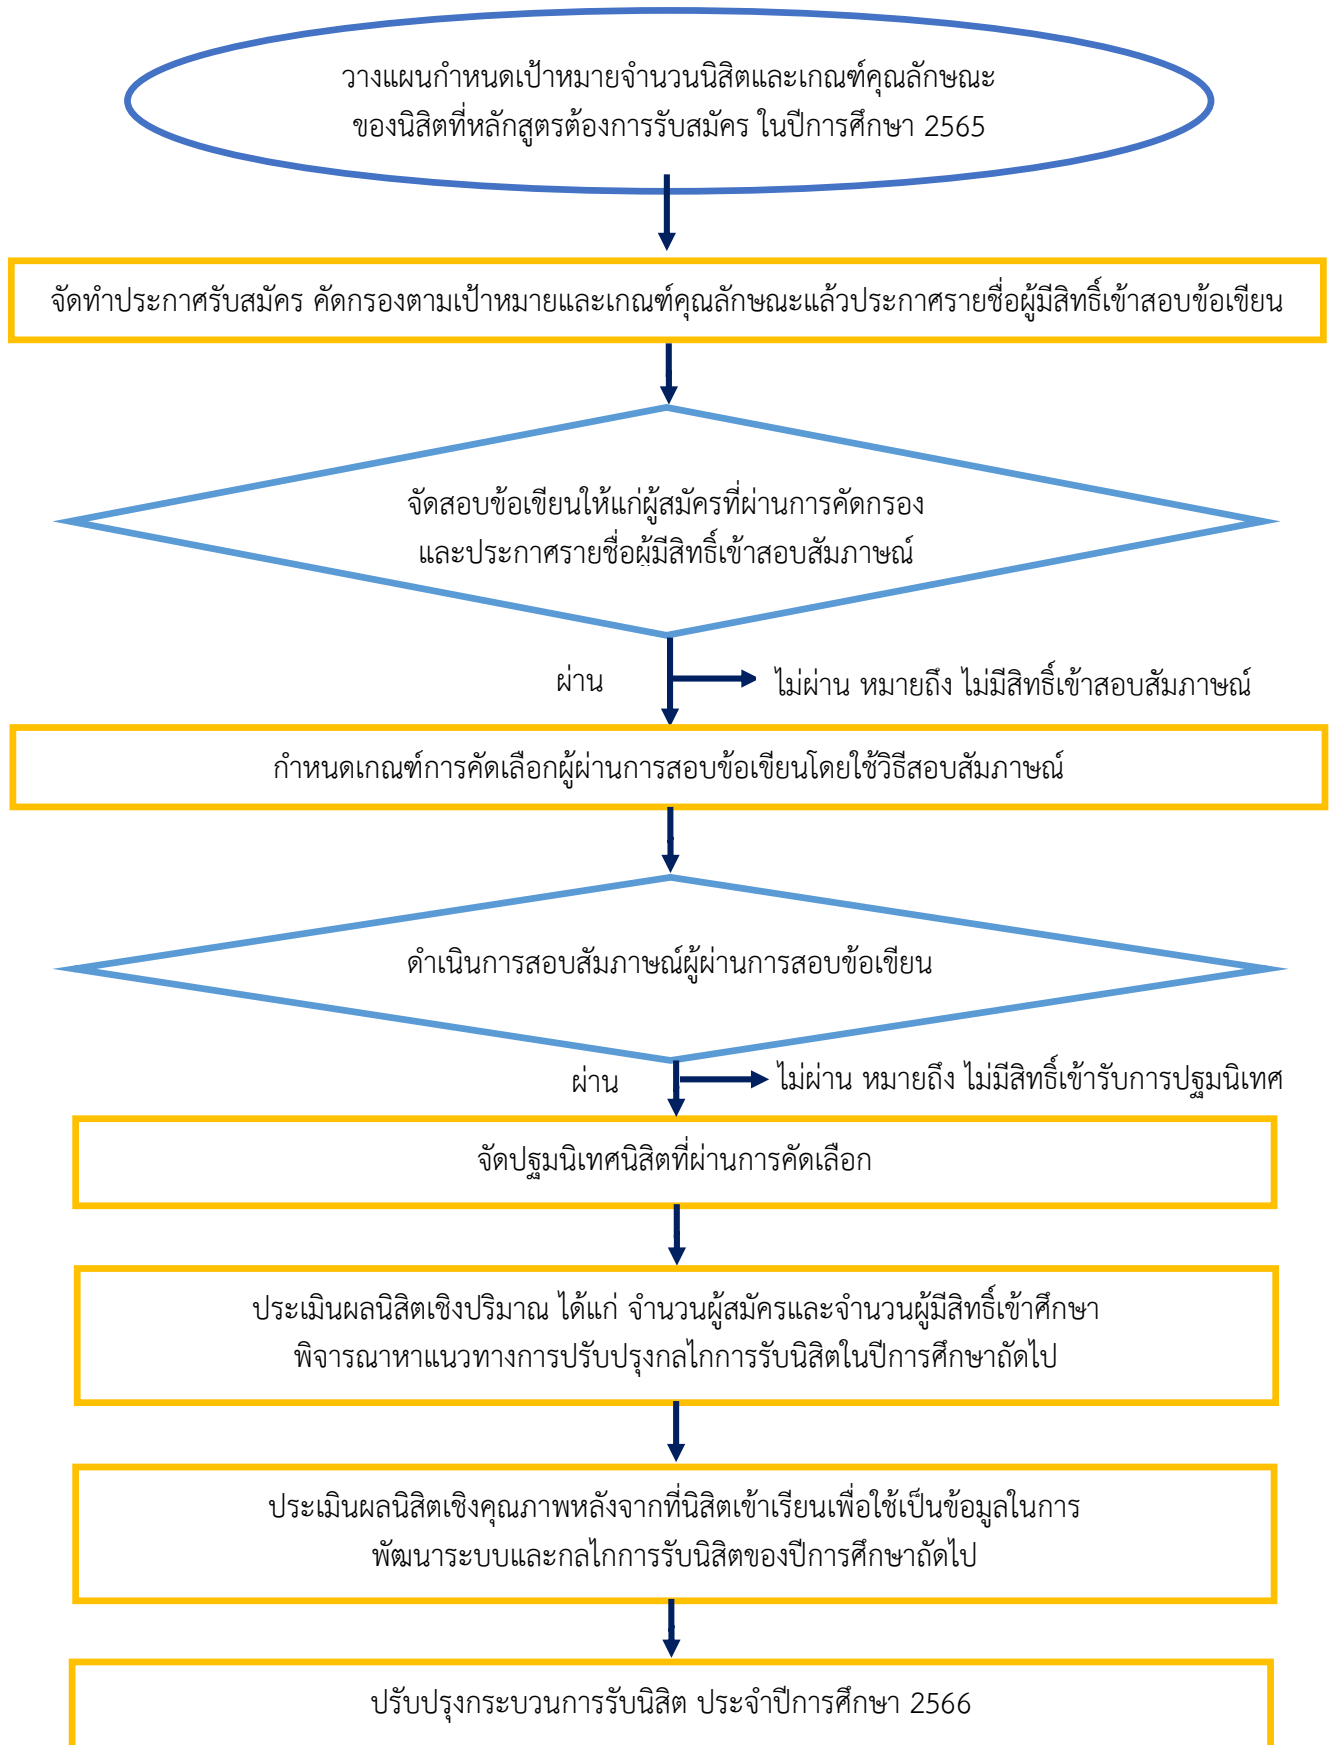 วางแผนกำหนดเป้าหมายจำนวนนิสิตและเกณฑ์คุณลักษณะ
ของนิสิตที่หลักสูตรต้องการรับสมัคร ในปีการศึกษา 2565
จัดทำประกาศรับสมัคร คัดกรองตามเป้าหมายและเกณฑ์คุณลักษณะแล้วประกาศรายชื่อผู้มีสิทธิ์เข้าสอบข้อเขียน
จัดสอบข้อเขียนให้แก่ผู้สมัครที่ผ่านการคัดกรอง
และประกาศรายชื่อผู้มีสิทธิ์เข้าสอบสัมภาษณ์
ผ่าน
ไม่ผ่าน หมายถึง ไม่มีสิทธิ์เข้าสอบสัมภาษณ์
กำหนดเกณฑ์การคัดเลือกผู้ผ่านการสอบข้อเขียนโดยใช้วิธีสอบสัมภาษณ์
ดำเนินการสอบสัมภาษณ์ผู้ผ่านการสอบข้อเขียน
ผ่าน
ไม่ผ่าน หมายถึง ไม่มีสิทธิ์เข้ารับการปฐมนิเทศ
จัดปฐมนิเทศนิสิตที่ผ่านการคัดเลือก
ประเมินผลนิสิตเชิงปริมาณ ได้แก่ จำนวนผู้สมัครและจำนวนผู้มีสิทธิ์เข้าศึกษา
พิจารณาหาแนวทางการปรับปรุงกลไกการรับนิสิตในปีการศึกษาถัดไป
ประเมินผลนิสิตเชิงคุณภาพหลังจากที่นิสิตเข้าเรียนเพื่อใช้เป็นข้อมูลในการ
พัฒนาระบบและกลไกการรับนิสิตของปีการศึกษาถัดไป
ปรับปรุงกระบวนการรับนิสิต ประจำปีการศึกษา 2566